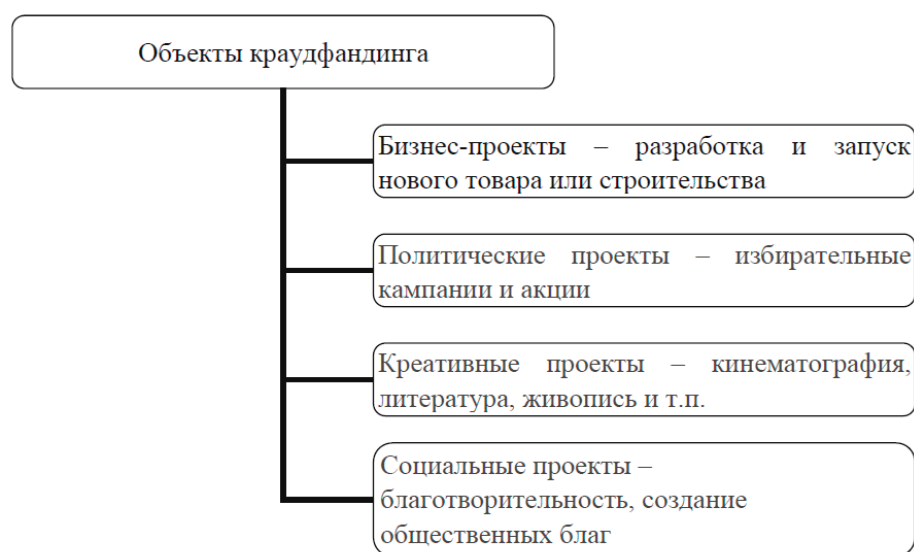 Объекты краудфандинга
Бизнес-проекты – разработка и запуск
нового товара или строительства
Политические проекты – избирательные
кампании и акции
Креативные проекты – кинематография,
литература, живопись и т.п.
Социальные проекты –
благотворительность, создание
общественных благ